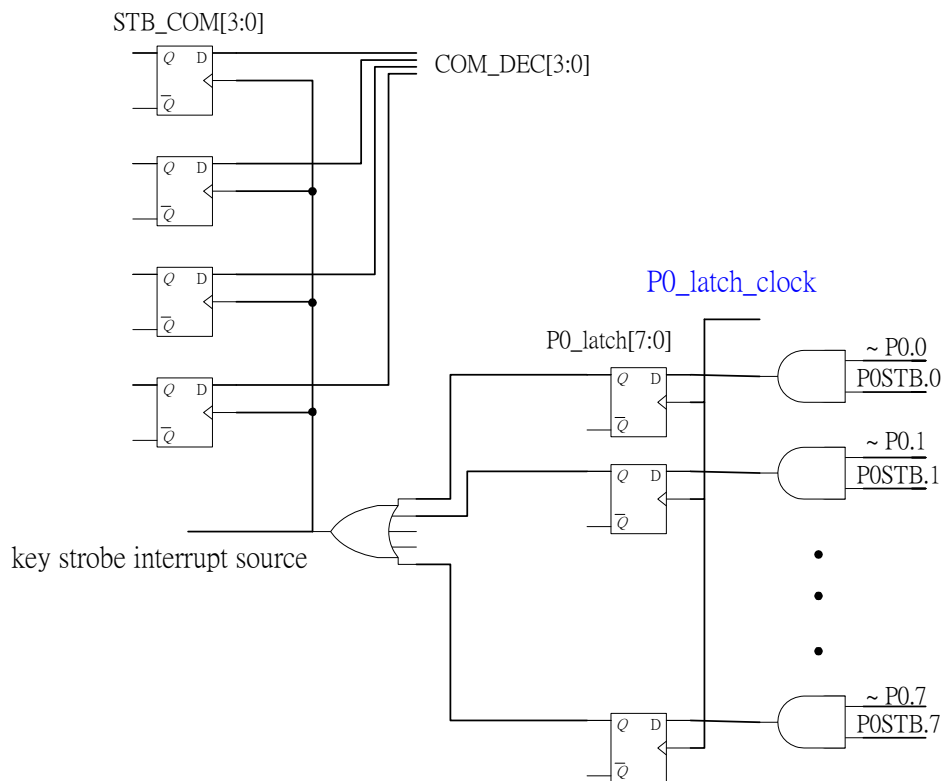 STB_COM[3:0]
Q D
Q
COM_DEC[3:0]
Q D
Q
Q D
Q
P0_latch_clock
P0_latch[7:0]
~ P0.0
P0STB.0
Q D
Q
Q D
Q
~ P0.1
P0STB.1
Q D
Q
key strobe interrupt source
~ P0.7
P0STB.7
Q D
Q